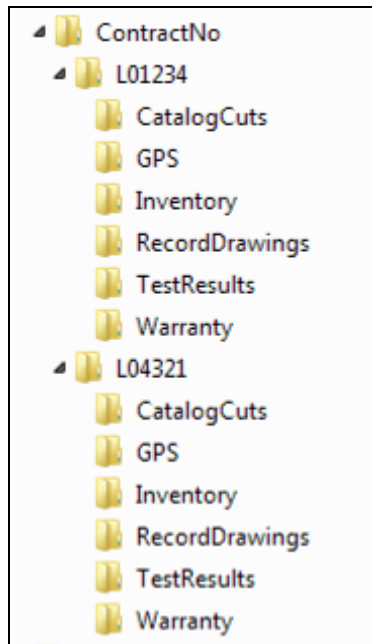 ContractNo
L01234
CatalogCuts
GPS
Inventory
RecordDrawings
TestResults
Warranty
L04321
CatalogCuts
GPS
Inventory
RecordDrawings
TestResults
Warranty